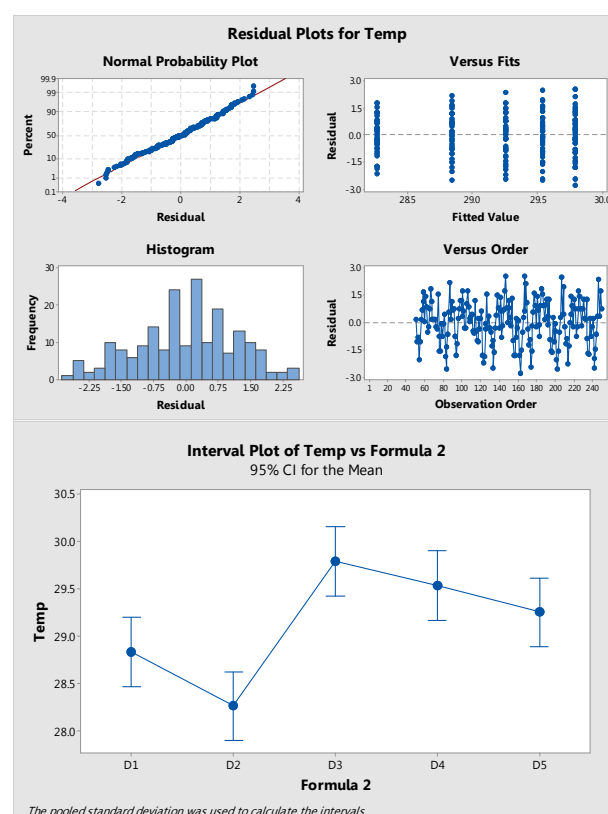 Residual Plots for Temp
Normal Probability Plot
Versus Fits
99.9
99
90
50
10
1
0.1
Percent
-4
-2
0
2
4
Residual
3.0
1.5
0.0
-1.5
-3.0
Residual
28.5
29.0
29.5
30.0
Fitted Value
Histogram
Versus Order
30
20
10
0
Frequency
-2.25
-1.50
-0.75
0.00
0.75
1.50
2.25
Residual
3.0
1.5
0.0
-1.5
-3.0
Residual
1 20 40 60 80 100 120 140 160 180 200 220 240
Observation Order
Interval Plot of Temp vs Formula 2
95% CI for the Mean
30.5
30.0
29.5
29.0
28.5
28.0
Temp
D1
D2
D3
D4
D5
Formula 2
The pooled standard deviation was used to calculate the intervals.